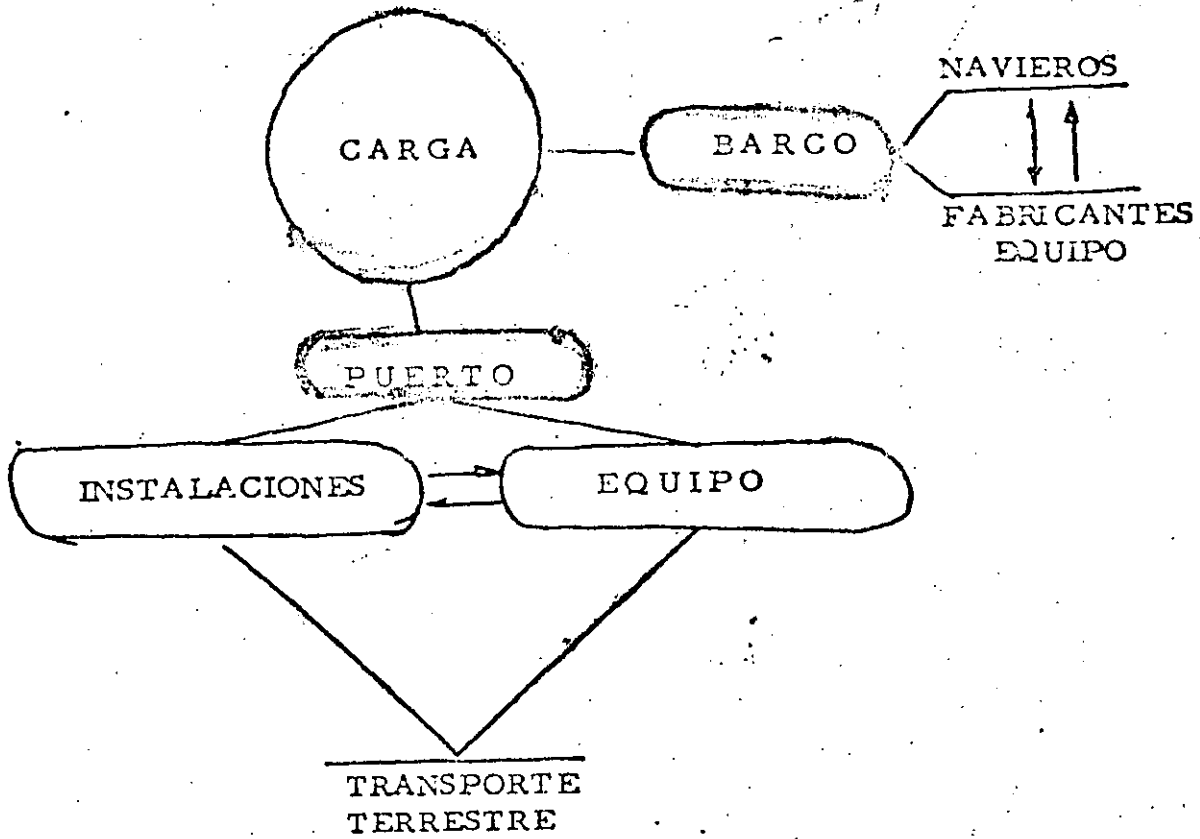 NAVIEROS
CARGA
BARCO
FABRICANTES
EQUIPO
PUERTO
INSTALACIONES
EQUIPO
TRANSPORTE
TERRESTRE